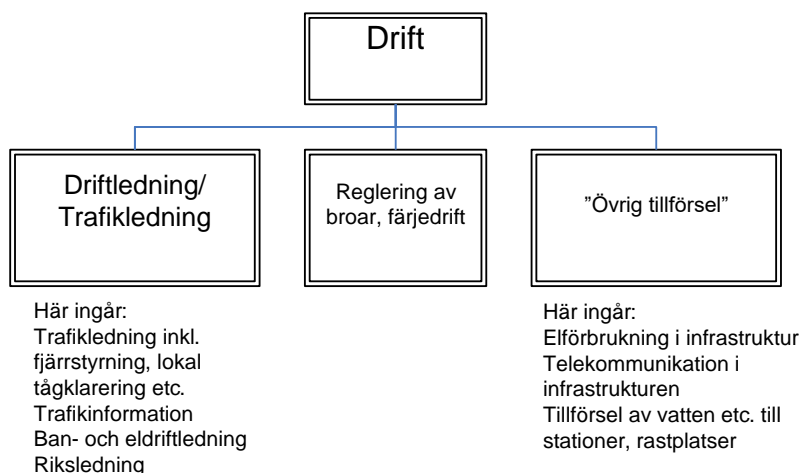 Drift
Driftledning/
Trafikledning
Reglering av
broar, färjedrift
”Övrig tillförsel”
Här ingår:
Trafikledning inkl.
fjärrstyrning, lokal
tågklarering etc.
Trafikinformation
Ban- och eldriftledning
Riksledning
Här ingår:
Elförbrukning i infrastruktur
Telekommunikation i
infrastrukturen
Tillförsel av vatten etc. till
stationer, rastplatser